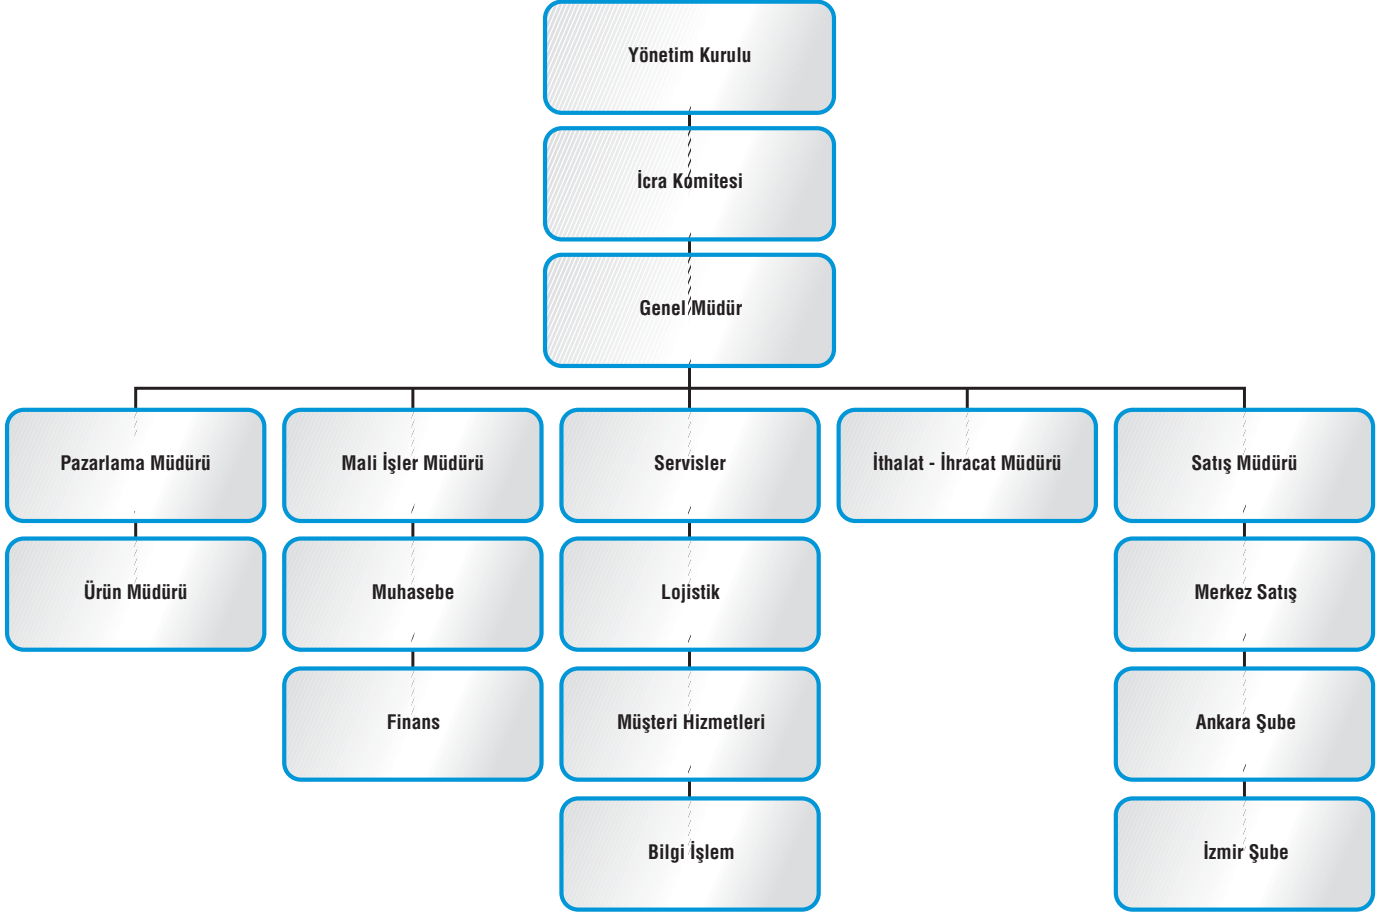 Yönetim Kurulu
İcra Komitesi
Genel Müdür
Pazarlama Müdürü
Mali İşler Müdürü
Servisler
İthalat - İhracat Müdürü
Satış Müdürü
Ürün Müdürü
Muhasebe
Lojistik
Merkez Satış
Finans
Müşteri Hizmetleri
Ankara Şube
Bilgi İşlem
İzmir Şube